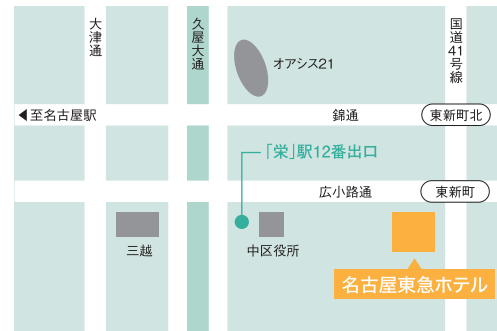 大津通
久屋大通
国道41号線
オアシス21
◀至名古屋駅
錦通
東新町北
「栄」駅12番出口
広小路通
東新町
三越
中区役所
名古屋東急ホテル